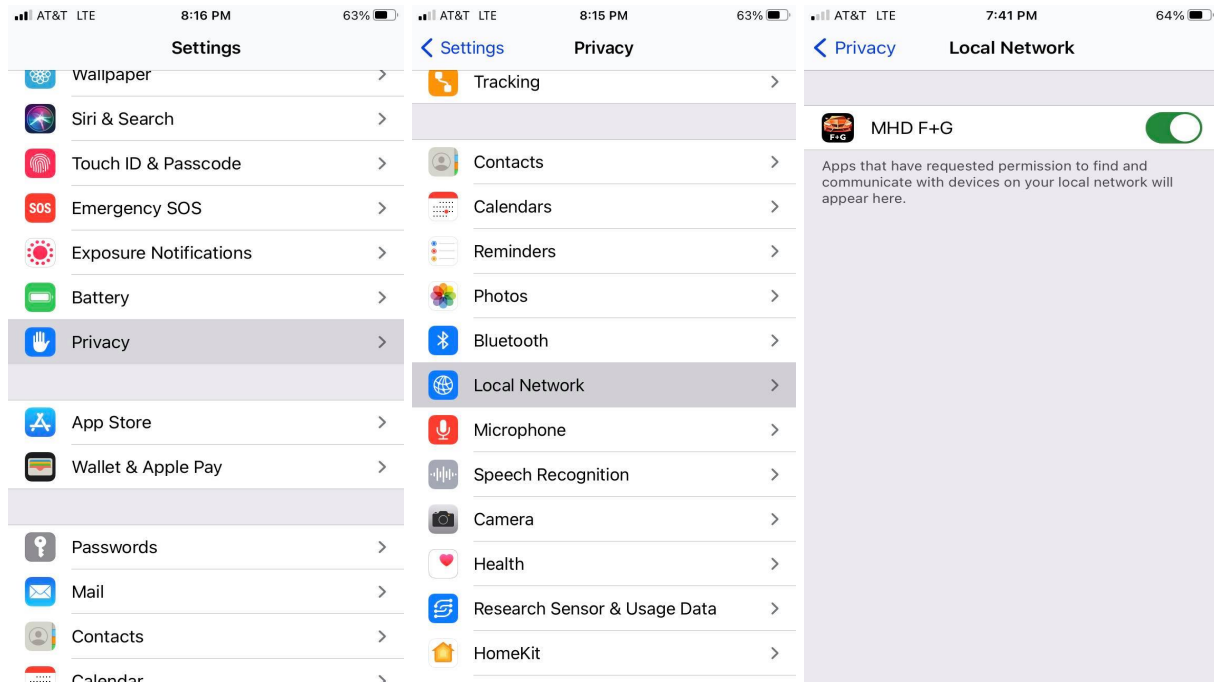 AT&T LTE 8:16 PM 63%
Settings
Wallpaper
Siri & Search
Touch ID & Passcode
SOS Emergency SOS
Exposure Notifications
Battery
Privacy
App Store
Wallet & Apple Pay
Passwords
Mail
Contacts
Calendar
AT&T LTE 8:15 PM 63%
Settings Privacy
Tracking
Contacts
Calendars
Reminders
Photos
Bluetooth
Local Network
Microphone
Speech Recognition
Camera
Health
Research Sensor & Usage Data
HomeKit
AT&T LTE 7:41 PM 64%
Privacy Local Network
F+G MHD F+G
Apps that have requested permission to find and
communicate with devices on your local network will
appear here.